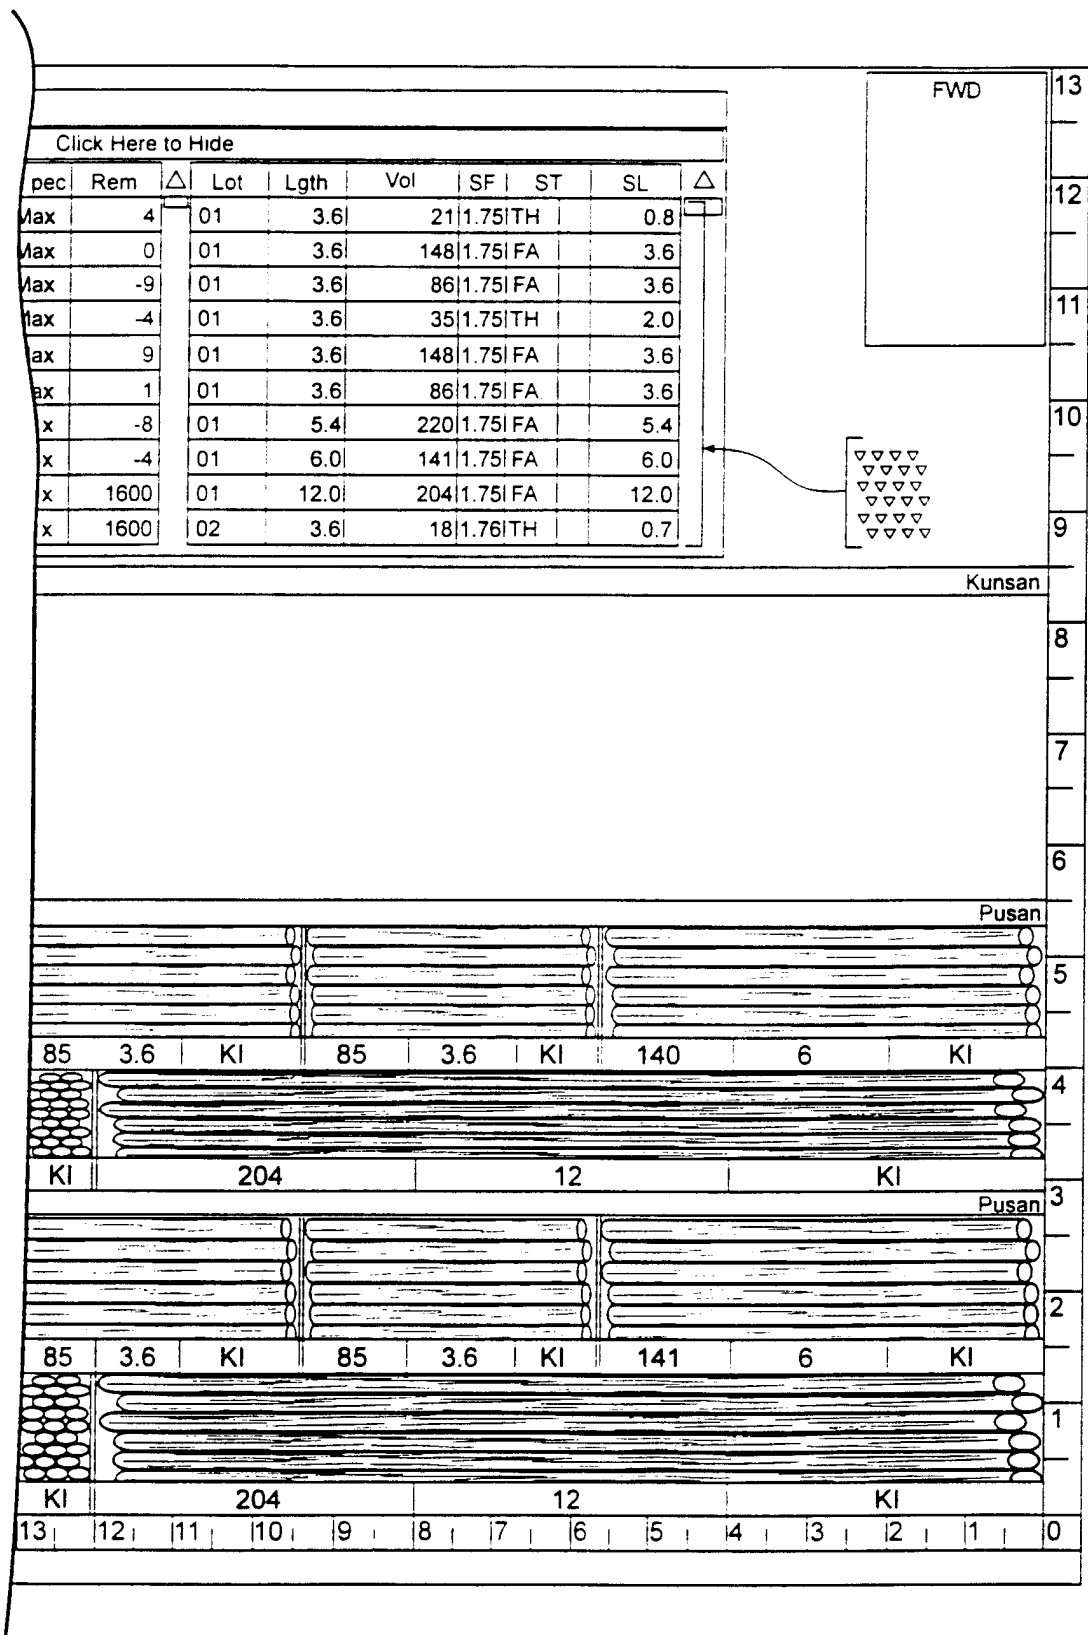 FWD
13
Click Here to Hide
pec Rem Lot Lgth Vol SF ST SL
12
Max 4 01 3.6 21 1.75 TH 0.8
Max 0 01 3.6 148 1.75 FA 3.6
Max -9 01 3.6 86 1.75 FA 3.6
11
Max -4 01 3.6 35 1.75 TH 2.0
ax 9 01 3.6 148 1.75 FA 3.6
ax 1 01 3.6 86 1.75 FA 3.6
10
x -8 01 5.4 220 1.75 FA 5.4
x -4 01 6.0 141 1.75 FA 6.0
x 1600 01 12.0 204 1.75 FA 12.0
x 1600 02 3.6 18 1.76 TH 0.7
9
Kunsan
8
7
6
Pusan
5
85 3.6 KI 85 3.6 KI 140 6 KI
4
KI 204 12 KI
3
Pusan
2
85 3.6 KI 85 3.6 KI 141 6 KI
1
KI 204 12 KI
13 12 11 10 9 8 7 6 5 4 3 2 1 0